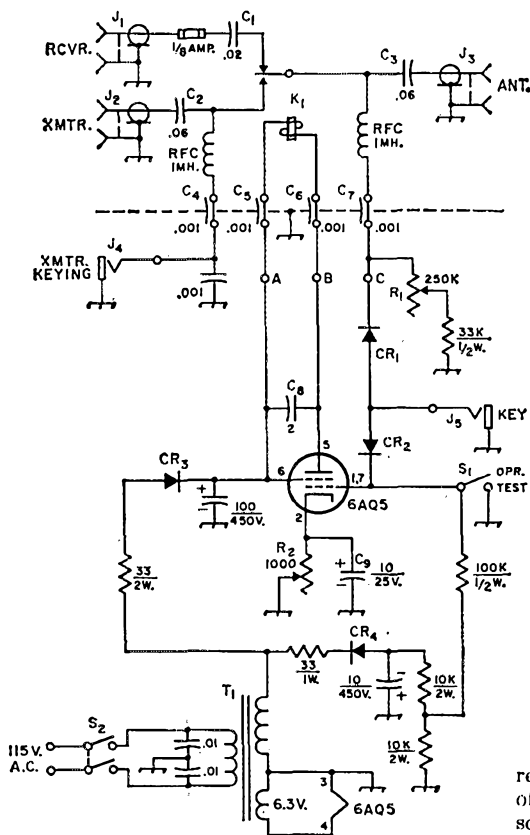 J1
C1
RCVR.
1/8 AMP.
.02
C3
J3
J2
C2
.06
ANT.
XMTR.
.06
K1
RFC
1MH.
RFC
1MH.
C4
C5
C6
C7
.001
.001
.001
.001
J4
XMTR.
KEYING
.001
A
B
C
R1
250K
33K
1/2W.
CR1
C8
2
J5
KEY
CR2
CR3
5
6
1,7
2
6AQ5
S1
OPR.
TEST
+
-
100
450V.
R2
1000
+
-
C9
10
25V.
100K
1/2W.
33
2W.
CR4
33
1W.
10
450V.
-
+
10K
2W.
10K
2W.
T1
S2
115V.
A.C.
.01
.01
6.3V.
3
4
6AQ5
re
of
so